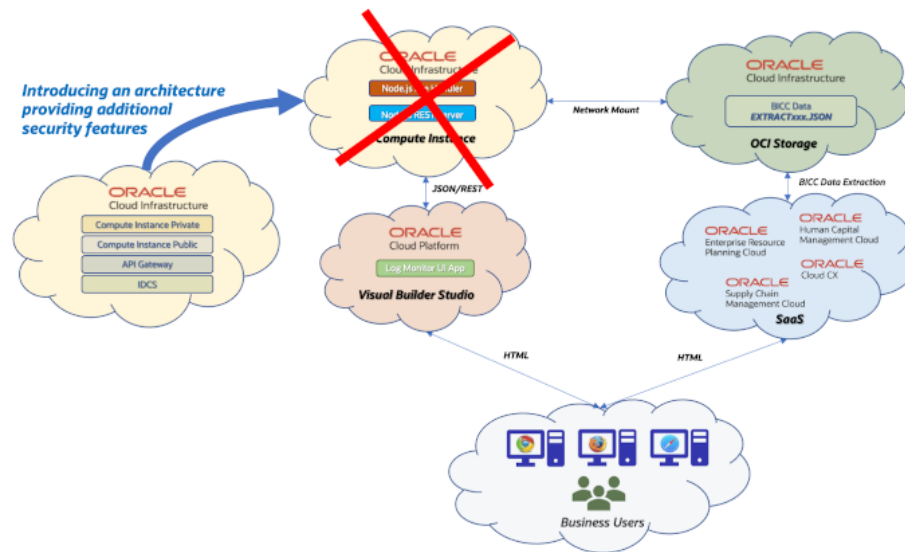 Introducing an architecture
providing additional
security features
ORACLE
Cloud Infrastructure
Compute Instance Private
Compute Instance Public
API Gateway
IDCS
ORACLE
Cloud Infrastructure
Node.js
REST
Compute Instance
Network Mount
ORACLE
Cloud Infrastructure
BICC Data
EXTRACTxxx.JSON
OCI Storage
JSON/REST
BICC Data Extraction
ORACLE
Cloud Platform
Log Monitor UI App
Visual Builder Studio
ORACLE
Enterprise Resource
Planning Cloud
ORACLE
Human Capital
Management Cloud
ORACLE
Cloud CX
ORACLE
Supply Chain
Management Cloud
SaaS
HTML
HTML
Business Users